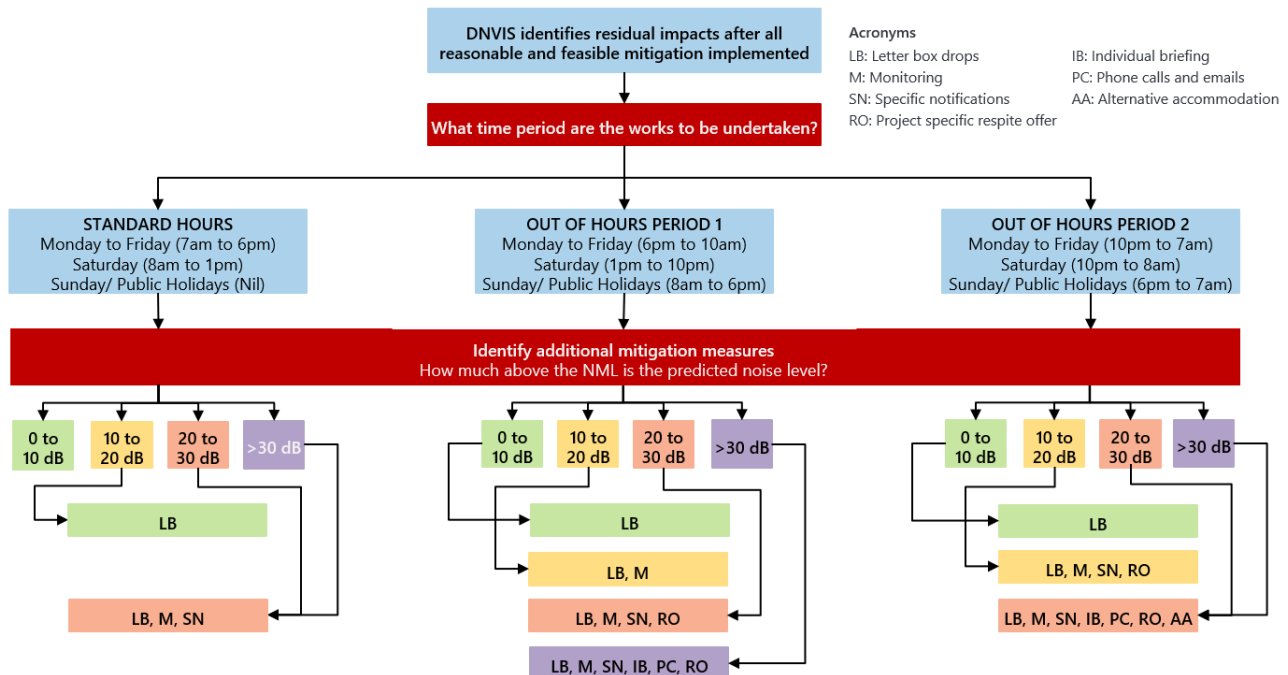 DNVIS identifies residual impacts after all
reasonable and feasible mitigation implemented
Acronyms
LB: Letter box drops
M: Monitoring
SN: Specific notifications
RO: Project specific respite offer
IB: Individual briefing
PC: Phone calls and emails
AA: Alternative accommodation
What time period are the works to be undertaken?
STANDARD HOURS
Monday to Friday (7am to 6pm)
Saturday (8am to 1pm)
Sunday/ Public Holidays (Nil)
OUT OF HOURS PERIOD 1
Monday to Friday (6pm to 10am)
Saturday (1pm to 10pm)
Sunday/ Public Holidays (8am to 6pm)
OUT OF HOURS PERIOD 2
Monday to Friday (10pm to 7am)
Saturday (10pm to 8am)
Sunday/ Public Holidays (6pm to 7am)
Identify additional mitigation measures
How much above the NML is the predicted noise level?
0 to
10 dB
10 to
20 dB
20 to
30 dB
>30 dB
LB
LB, M, SN
0 to
10 dB
10 to
20 dB
20 to
30 dB
>30 dB
LB
LB, M
LB, M, SN, RO
LB, M, SN, IB, PC, RO
0 to
10 dB
10 to
20 dB
20 to
30 dB
>30 dB
LB
LB, M, SN, RO
LB, M, SN, IB, PC, RO, AA